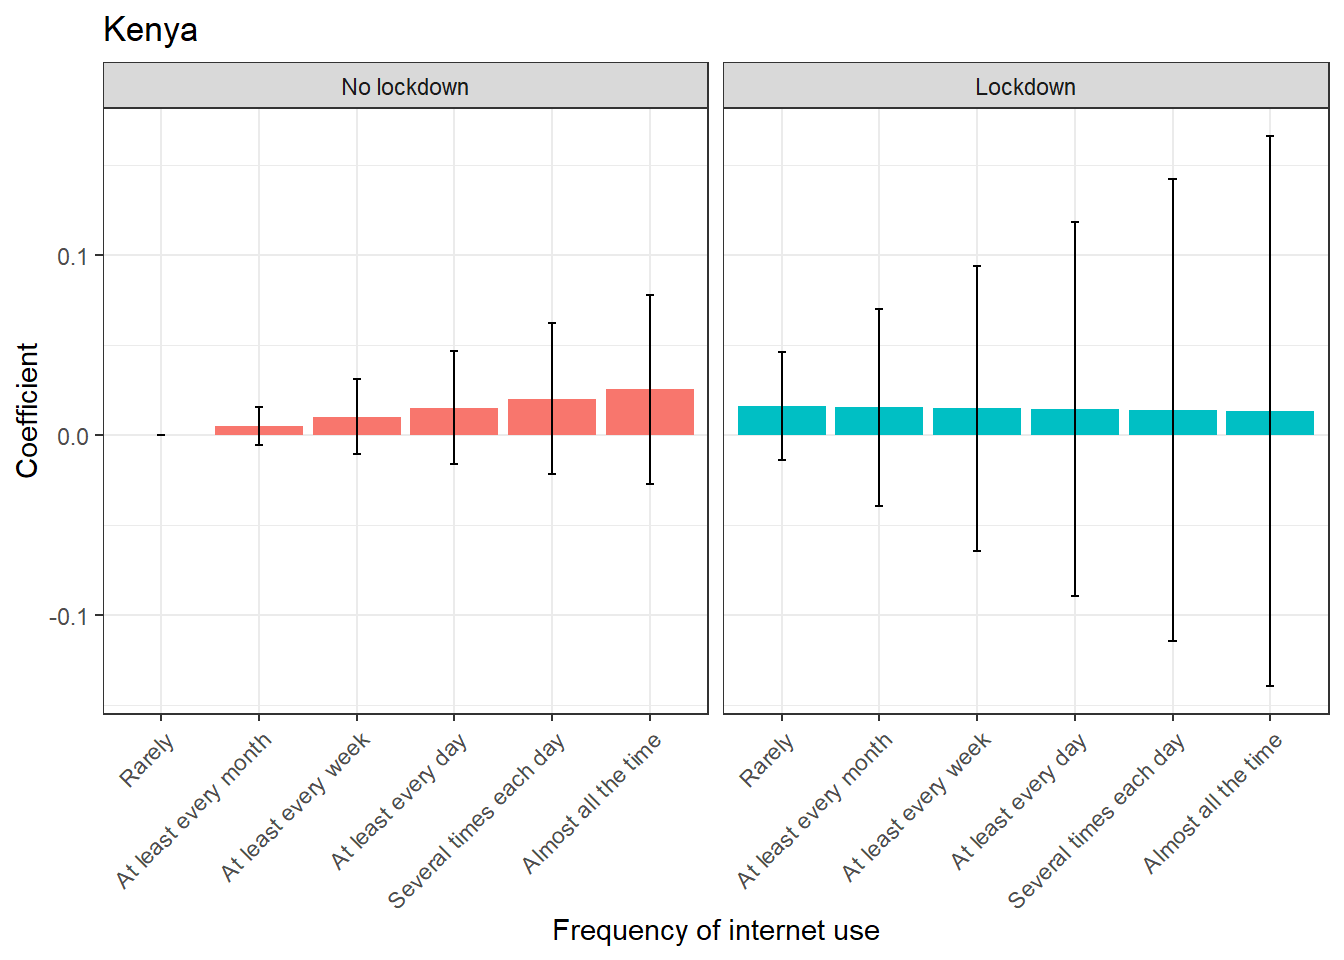 Kenya
No lockdown
Lockdown
Coefficient
0.1
0.0
-0.1
Rarely
At least every month
At least every week
At least every day
Several times each day
Almost all the time
Rarely
At least every month
At least every week
At least every day
Several times each day
Almost all the time
Frequency of internet use